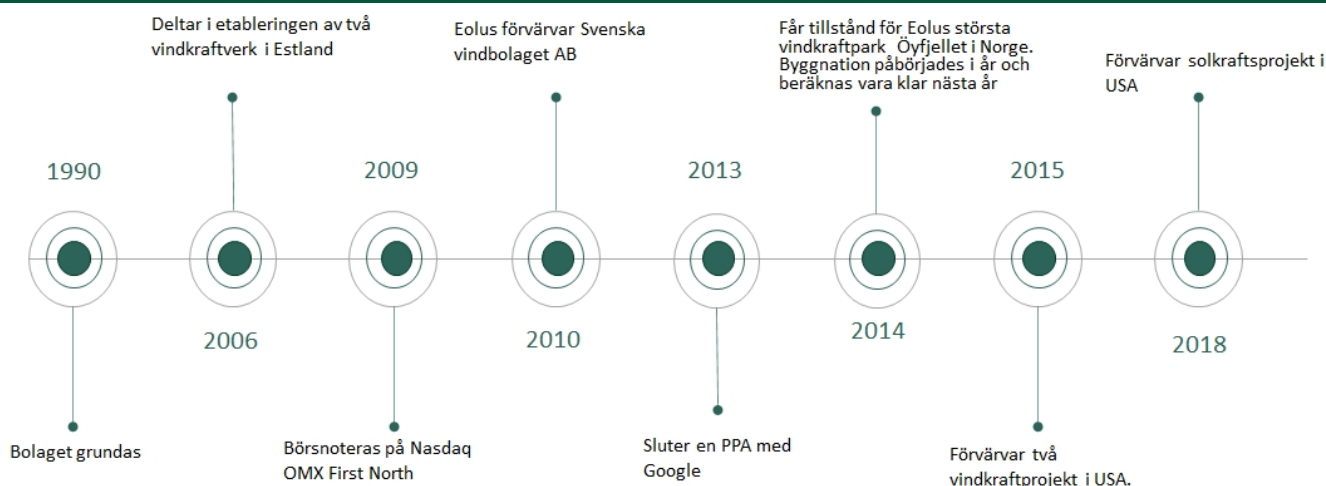 Deltar i etableringen av två
vindkraftverk i Estland
Eolus förvärvar Svenska
vindbolaget AB
Får tillstånd för Eolus största
vindkraftpark Öyfjellet i Norge.
Byggnation påbörjades i år och
beräknas vara klar nästa år
Förvärvar solkraftsprojekt i
USA
1990
2009
2013
2015
2006
2010
2014
2018
Bolaget grundas
Börsnoteras på Nasdaq
OMX First North
Sluter en PPA med
Google
Förvärvar två
vindkraftprojekt i USA.